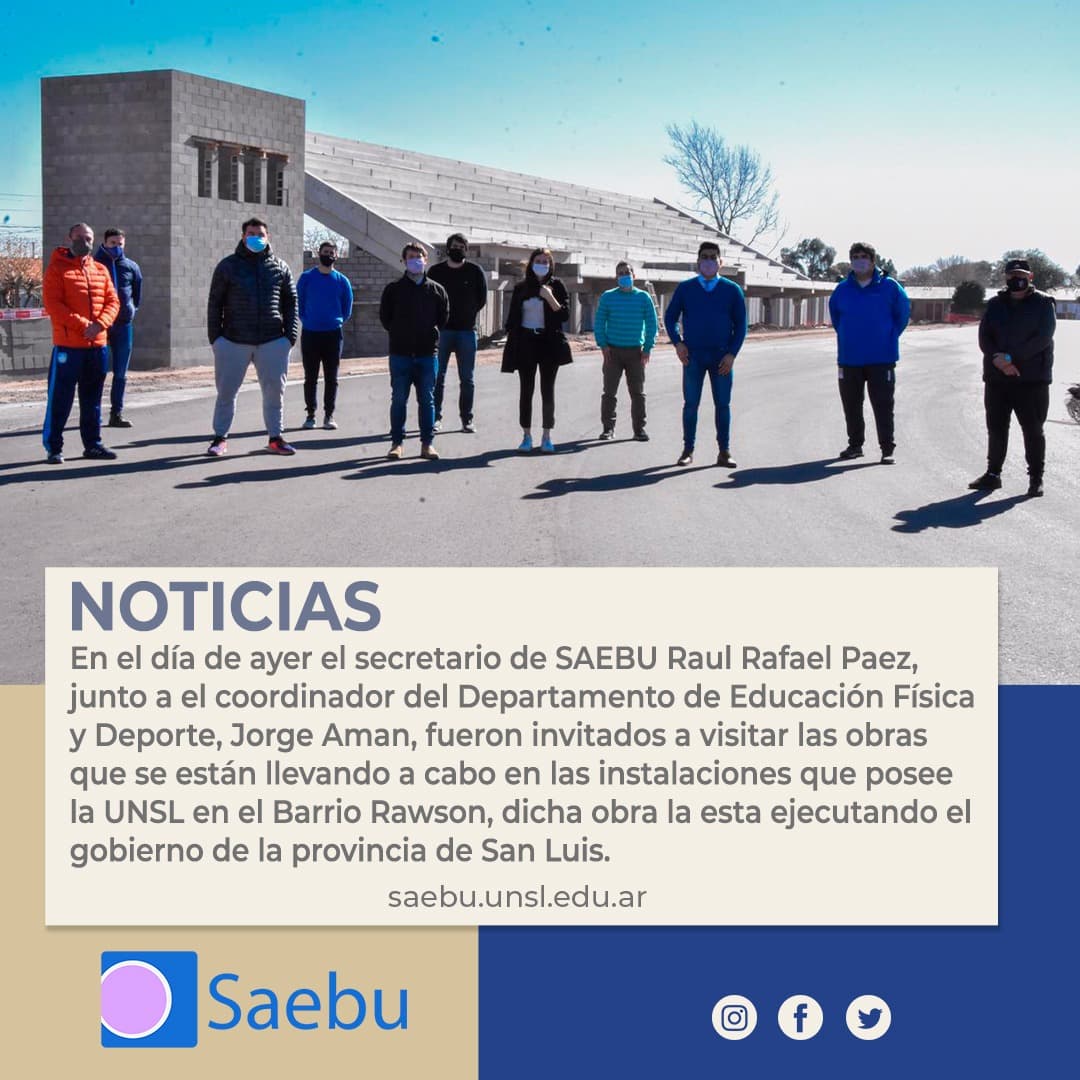 NOTICIAS
En el día de ayer el secretario de SAEBU Raul Rafael Paez,
junto a el coordinador del Departamento de Educación Física
y Deporte, Jorge Aman, fueron invitados a visitar las obras
que se están llevando a cabo en las instalaciones que posee
la UNSL en el Barrio Rawson, dicha obra la esta ejecutando el
gobierno de la provincia de San Luis.
saebu.unsl.edu.ar
Saebu